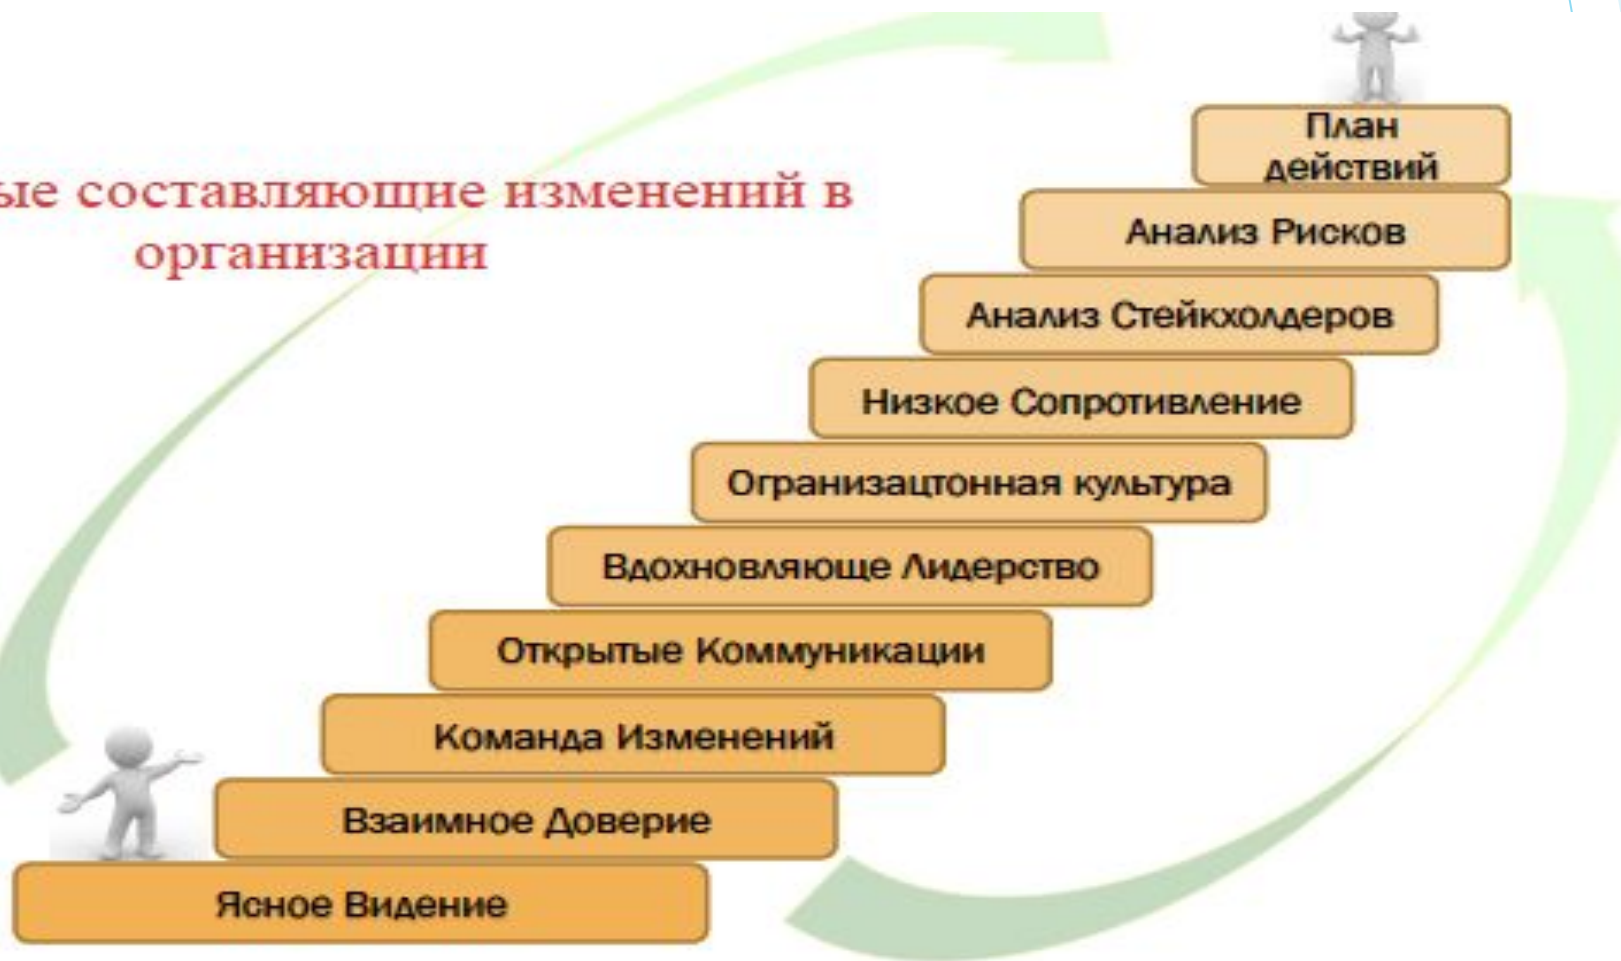 ые составляющие изменений в
организации
План
действий
Анализ Рисков
Анализ Стейкхолдеров
Низкое Сопротивление
Огранизацтонная культура
Вдохновляюще Лидерство
Открытые Коммуникации
Команда Изменений
Взаимное Доверие
Ясное Видение